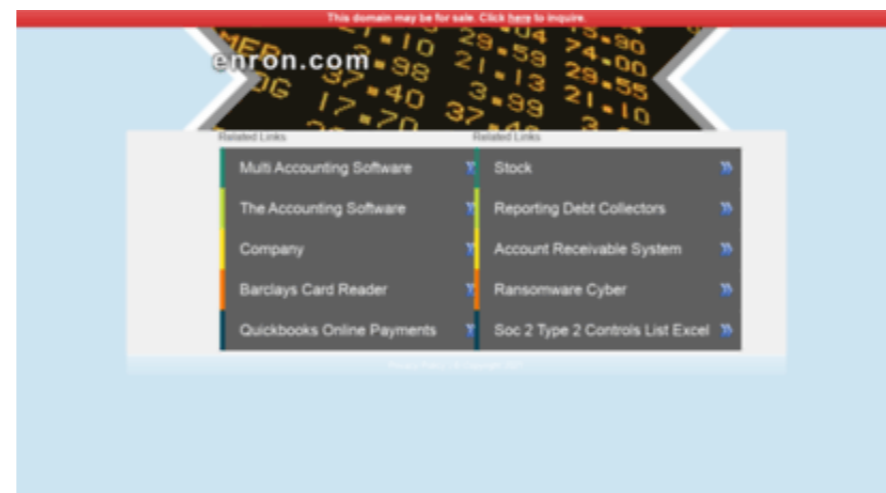 This domain may be for sale. Click here to inquire.
enron.com
Related Links
Multi Accounting Software
The Accounting Software
Company
Barclays Card Reader
Quickbooks Online Payments
Related Links
Stock
Reporting Debt Collectors
Account Receivable System
Ransomware Cyber
Soc 2 Type 2 Controls List Excel